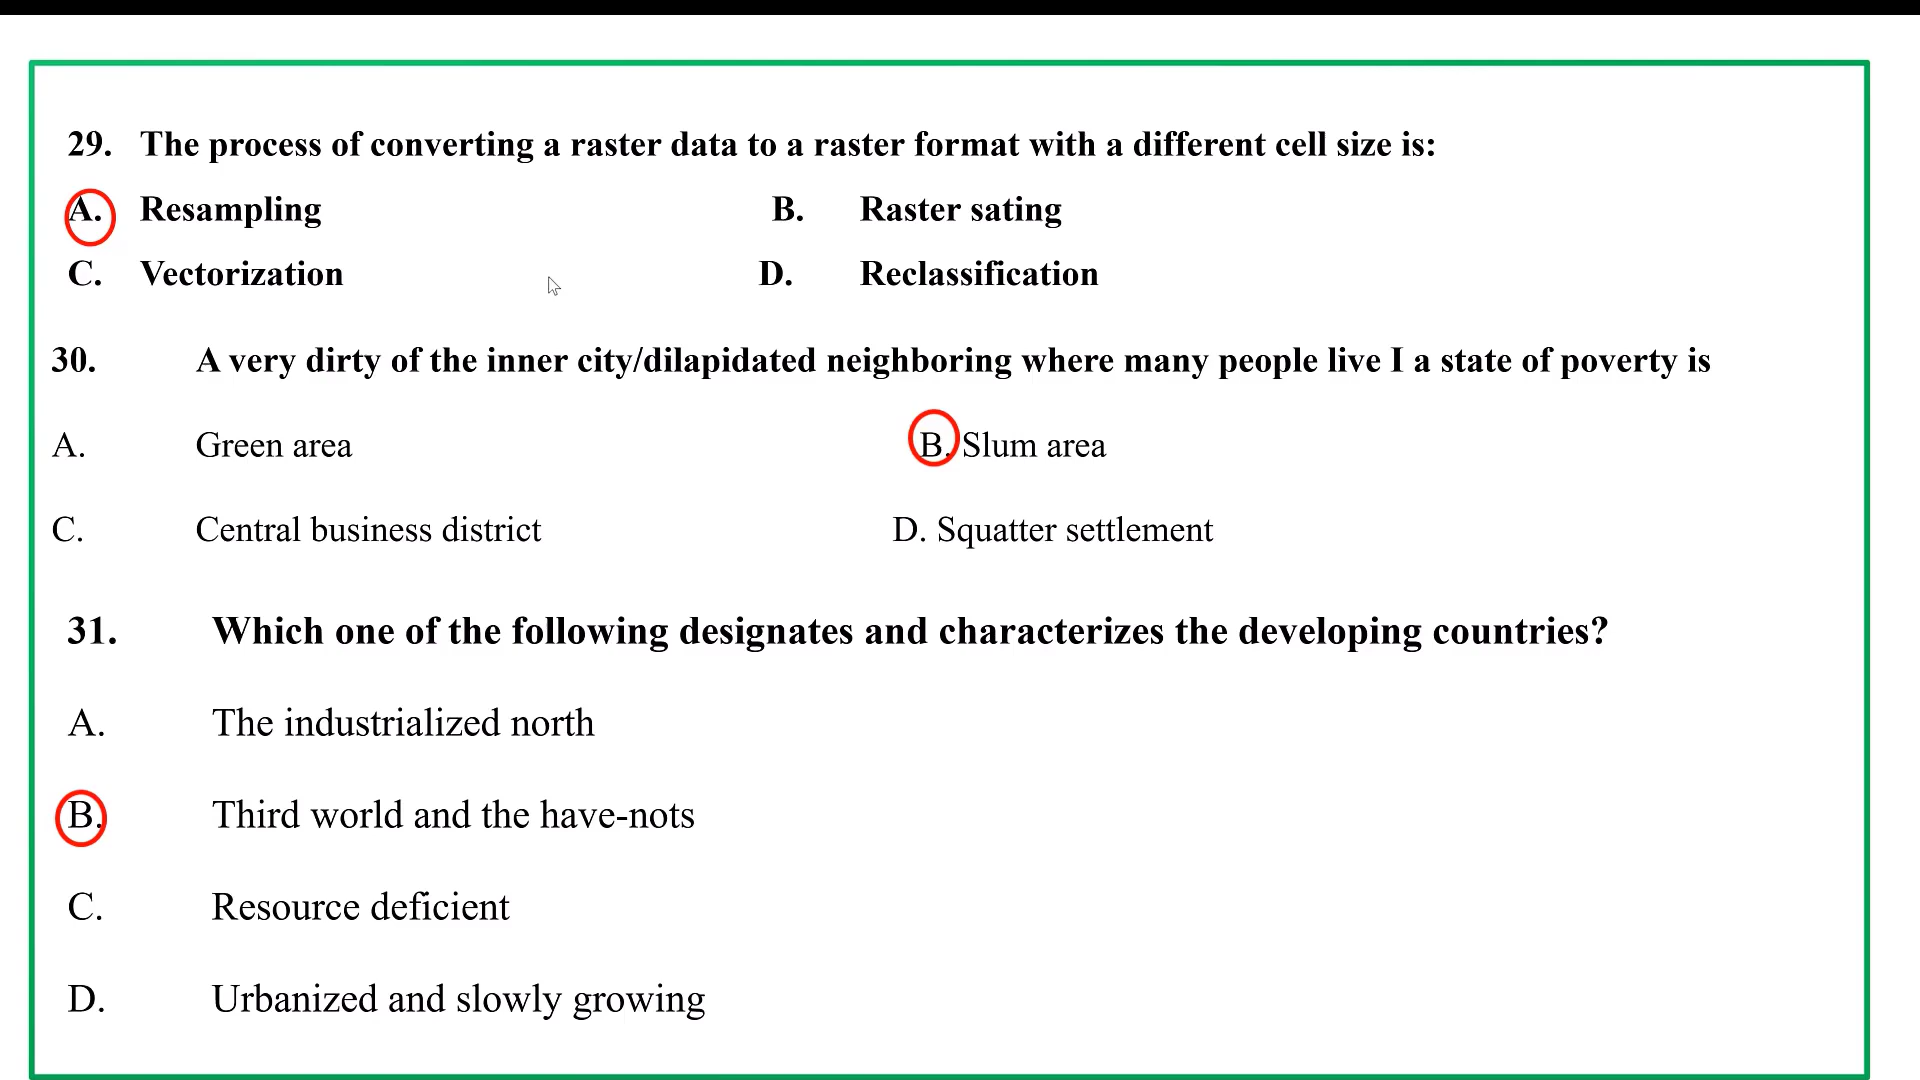 29. The process of converting a raster data to a raster format with a different cell size is:
A. Resampling B. Raster sating
C. Vectorization D. Reclassification
30. A very dirty of the inner city/dilapidated neighboring where many people live I a state of poverty is
A. Green area B. Slum area
C. Central business district D. Squatter settlement
31. Which one of the following designates and characterizes the developing countries?
A. The industrialized north
B. Third world and the have-nots
C. Resource deficient
D. Urbanized and slowly growing